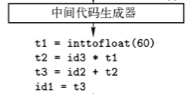 中间代码生成器
t1 = inttofloat(60)
t2 = id3 * t1
t3 = id2 + t2
id1 = t3